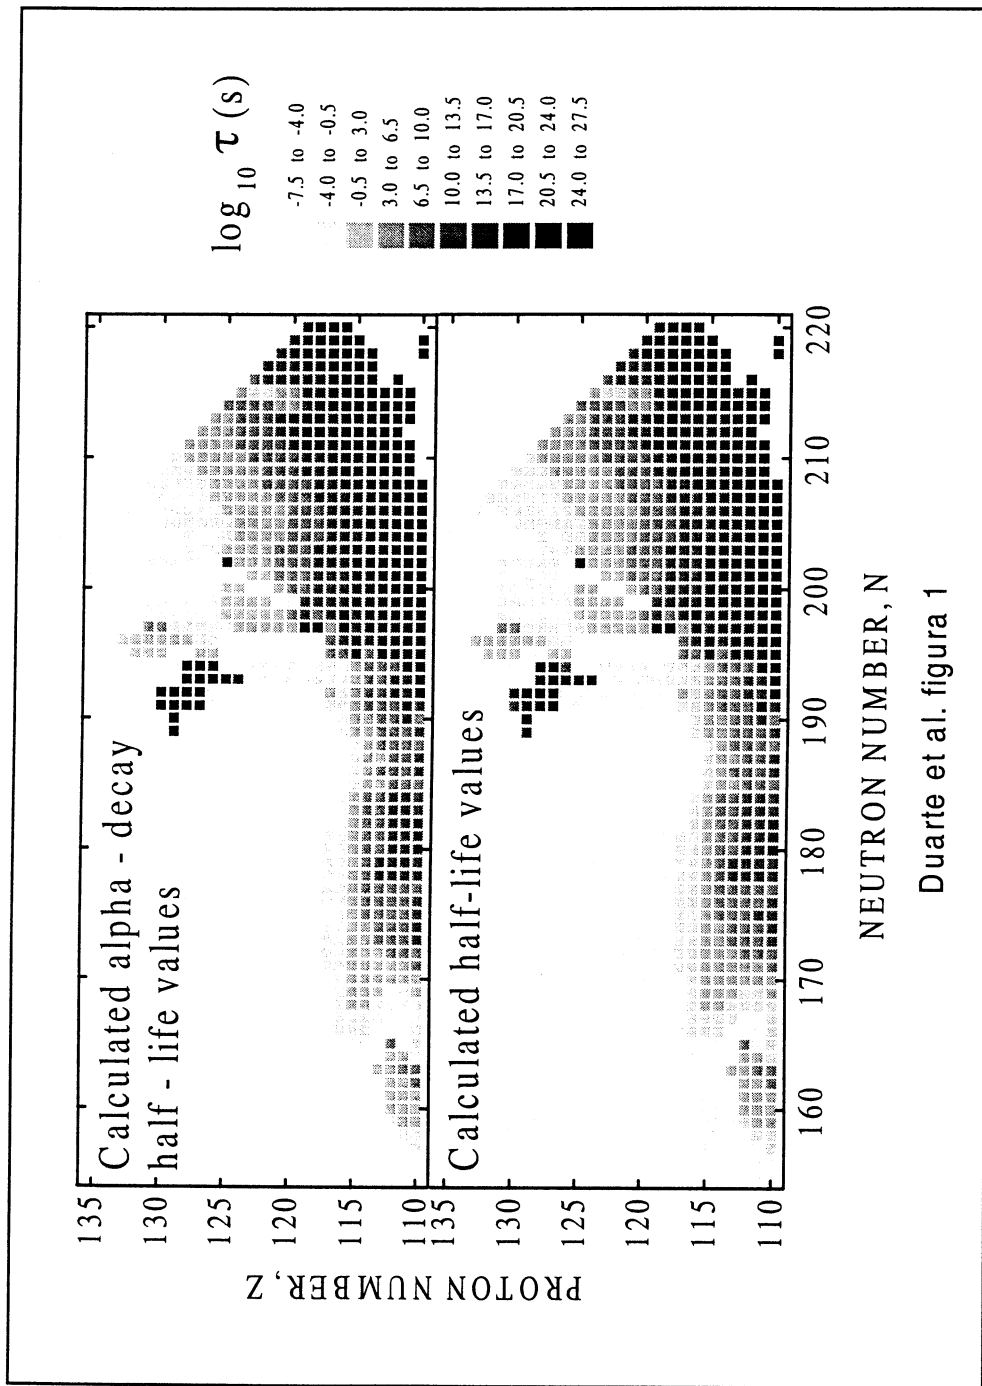 Calculated alpha - decay
half - life values
Calculated half-life values
135
130
125
120
115
110
135
130
125
120
115
110
PROTON NUMBER, Z
160
170
180
190
200
210
220
NEUTRON NUMBER, N
log10 τ (s)
-7.5 to -4.0
-4.0 to -0.5
-0.5 to 3.0
3.0 to 6.5
6.5 to 10.0
10.0 to 13.5
13.5 to 17.0
17.0 to 20.5
20.5 to 24.0
24.0 to 27.5
Duarte et al. figura 1